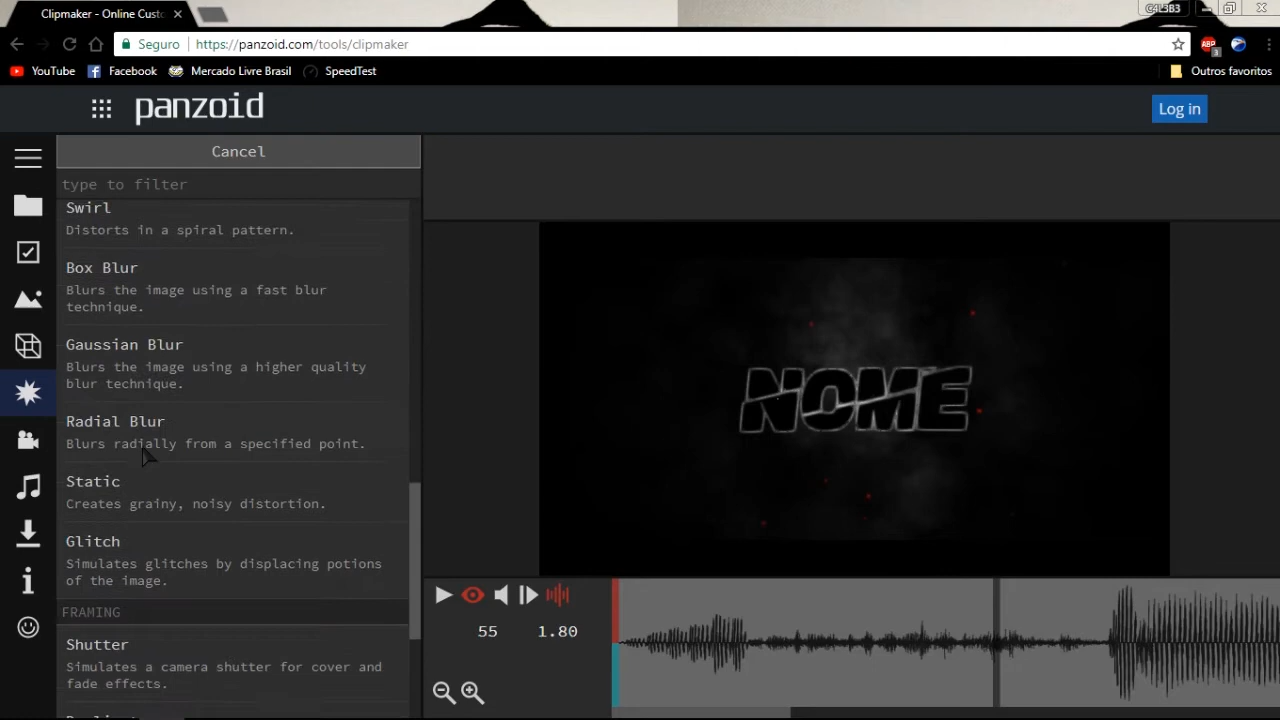 Clipmaker - Online Custo
C4L3B3
Seguro
https://panzoid.com/tools/clipmaker
ABP
3
YouTube
Facebook
Mercado Livre Brasil
SpeedTest
Outros favoritos
panzoid
Log in
Cancel
type to filter
Swirl
Distorts in a spiral pattern.
Box Blur
Blurs the image using a fast blur
technique.
Gaussian Blur
Blurs the image using a higher quality
blur technique.
Radial Blur
Blurs radially from a specified point.
Static
Creates grainy, noisy distortion.
Glitch
Simulates glitches by displacing potions
of the image.
FRAMING
Shutter
Simulates a camera shutter for cover and
fade effects.
NOME
55
1.80